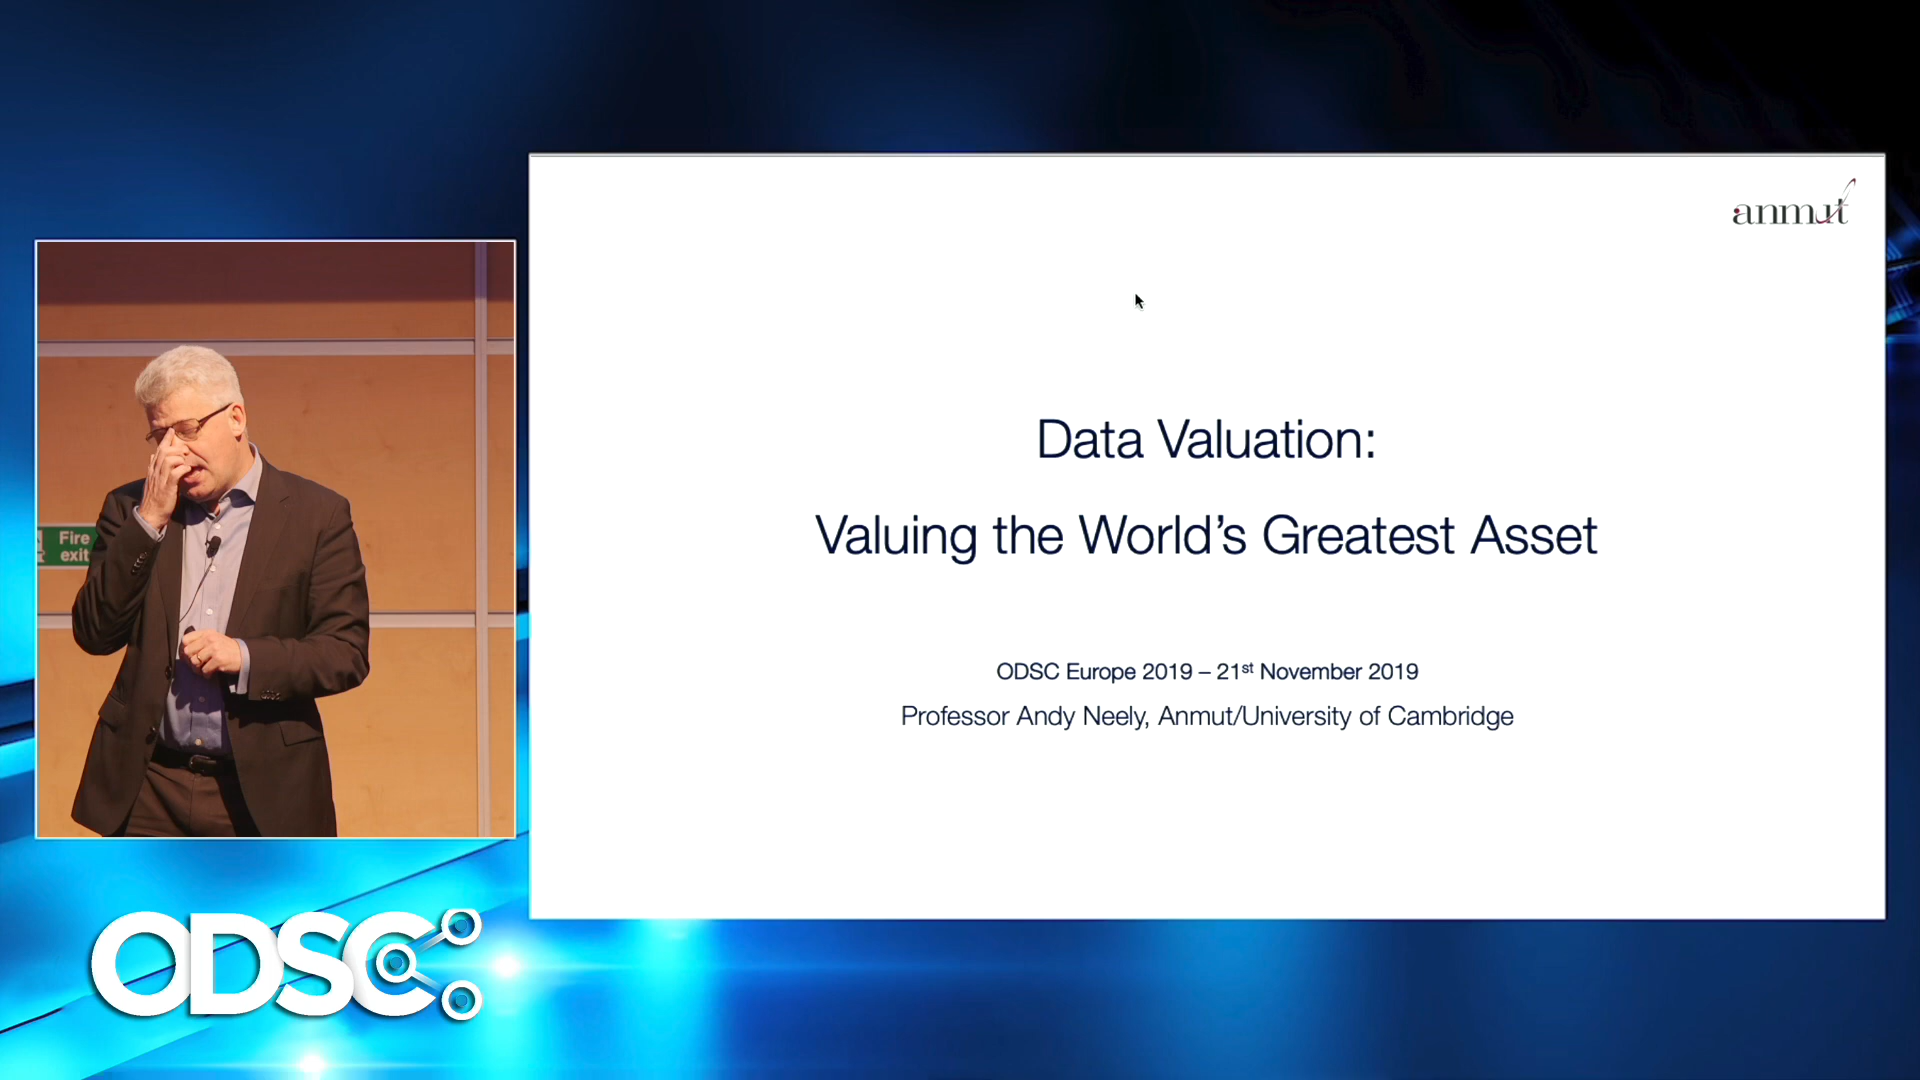 anmut
Data Valuation:
Valuing the World's Greatest Asset
ODSC Europe 2019 – 21st November 2019
Professor Andy Neely, Anmut/University of Cambridge
Fire
exit
ODSC